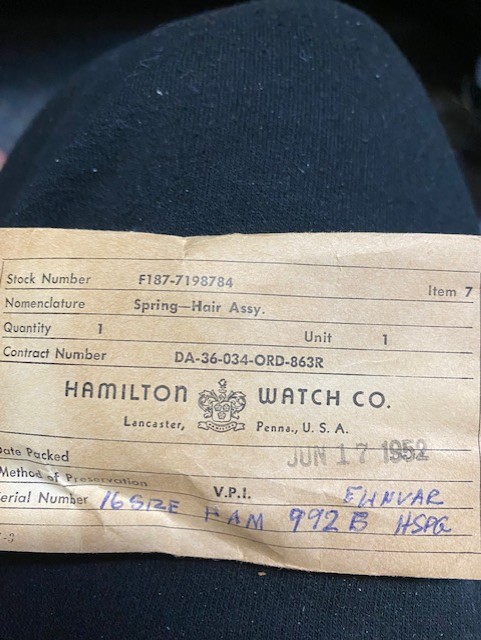 Stock Number F187-7198784 Item 7
Nomenclature Spring—Hair Assy.
Quantity 1 Unit 1
Contract Number DA-36-034-ORD-863R
HAMILTON WATCH CO.
Lancaster, Penna., U. S. A.
Date Packed JUN 17 1952
Method of Preservation V.P.I. ELINVAR
Serial Number 16 SIZE HAM 992B HSPG